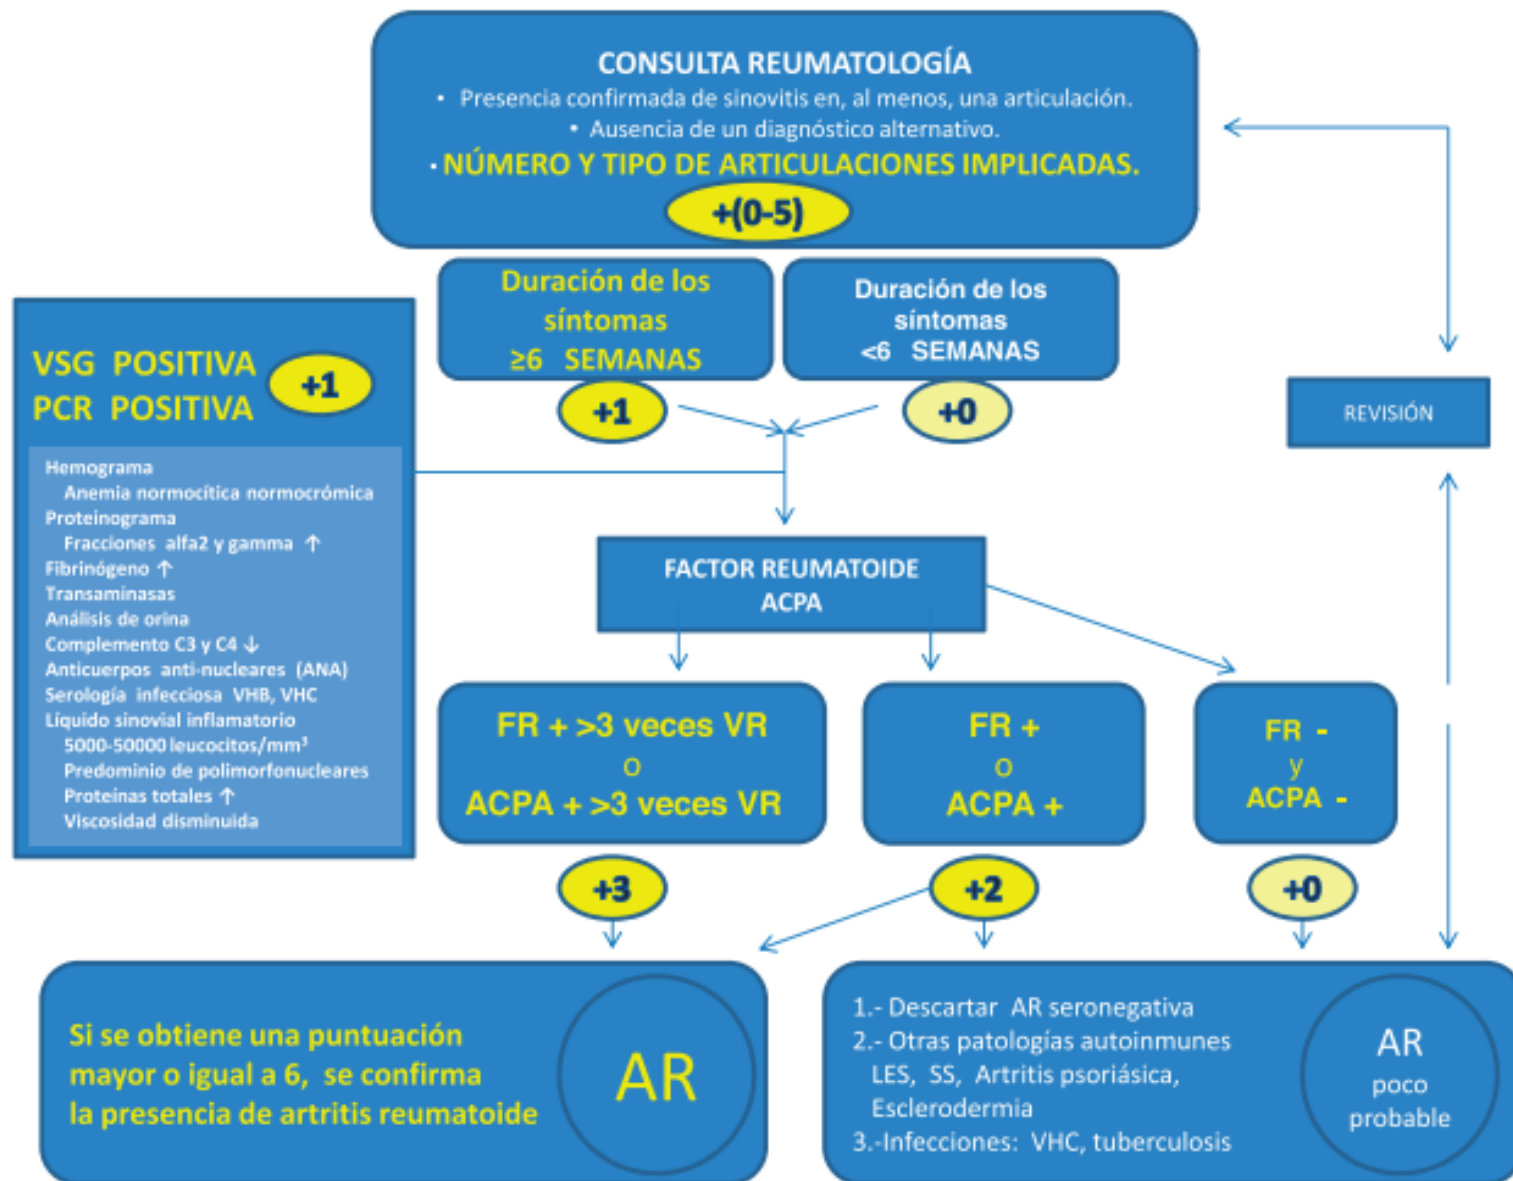 CONSULTA REUMATOLOGÍA
• Presencia confirmada de sinovitis en, al menos, una articulación.
• Ausencia de un diagnóstico alternativo.
• NÚMERO Y TIPO DE ARTICULACIONES IMPLICADAS.
+(0-5)
Duración de los
síntomas
≥6 SEMANAS
+1
Duración de los
síntomas
<6 SEMANAS
+0
VSG POSITIVA
PCR POSITIVA
+1
Hemograma
Anemia normocítica normocrómica
Proteinograma
Fracciones alfa2 y gamma ↑
Fibrinógeno ↑
Transaminasas
Análisis de orina
Complemento C3 y C4 ↓
Anticuerpos anti-nucleares (ANA)
Serología infecciosa VHB, VHC
Líquido sinovial inflamatorio
5000-50000 leucocitos/mm³
Predominio de polimorfonucleares
Proteínas totales ↑
Viscosidad disminuida
REVISIÓN
FACTOR REUMATOIDE
ACPA
FR + >3 veces VR
o
ACPA + >3 veces VR
+3
FR +
o
ACPA +
+2
FR -
y
ACPA -
+0
Si se obtiene una puntuación
mayor o igual a 6, se confirma
la presencia de artritis reumatoide
AR
1.- Descartar AR seronegativa
2.- Otras patologías autoinmunes
LES, SS, Artritis psoriásica,
Esclerodermia
3.-Infecciones: VHC, tuberculosis
AR
poco
probable